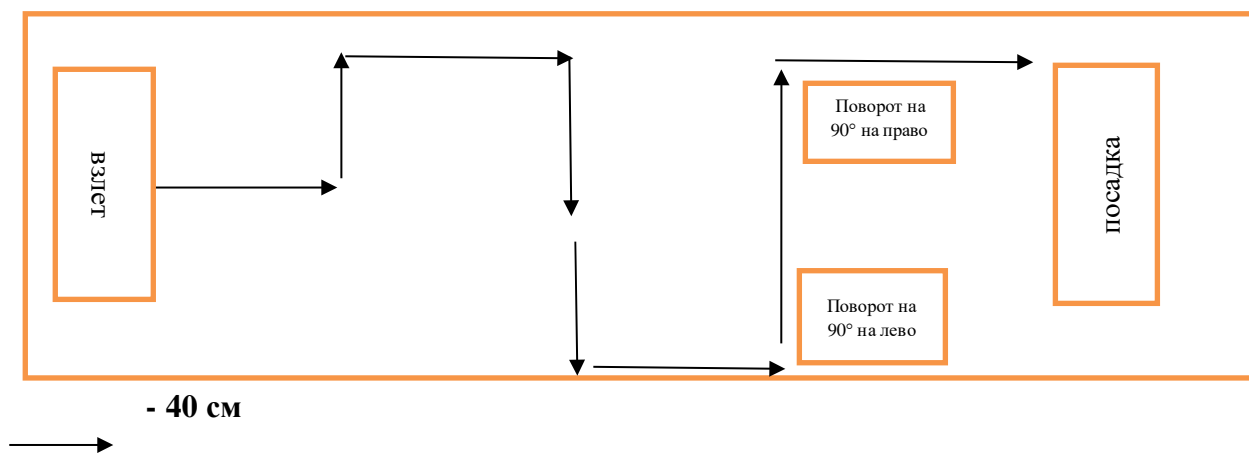 взлет
Поворот на
90° на право
посадка
Поворот на
90° на лево
- 40 см